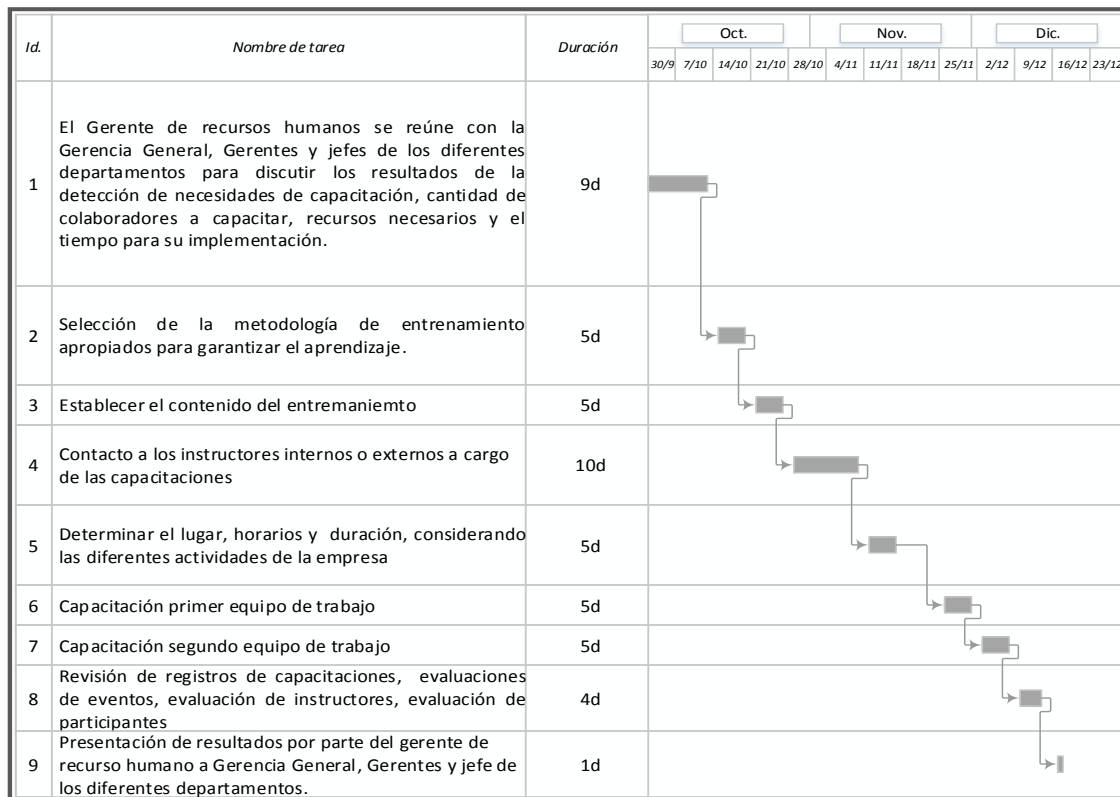 Id.
Nombre de tarea
Duración
Oct.
Nov.
Dic.
30/9 7/10 14/10 21/10 28/10 4/11 11/11 18/11 25/11 2/12 9/12 16/12 23/12
1
El Gerente de recursos humanos se reúne con la
Gerencia General, Gerentes y jefes de los diferentes
departamentos para discutir los resultados de la
detección de necesidades de capacitación, cantidad de
colaboradores a capacitar, recursos necesarios y el
tiempo para su implementación.
9d
2
Selección de la metodología de entrenamiento
apropiados para garantizar el aprendizaje.
5d
3
Establecer el contenido del entremaniemto
5d
4
Contacto a los instructores internos o externos a cargo
de las capacitaciones
10d
5
Determinar el lugar, horarios y duración, considerando
las diferentes actividades de la empresa
5d
6
Capacitación primer equipo de trabajo
5d
7
Capacitación segundo equipo de trabajo
5d
8
Revisión de registros de capacitaciones, evaluaciones
de eventos, evaluación de instructores, evaluación de
participantes
4d
9
Presentación de resultados por parte del gerente de
recurso humano a Gerencia General, Gerentes y jefe de
los diferentes departamentos.
1d